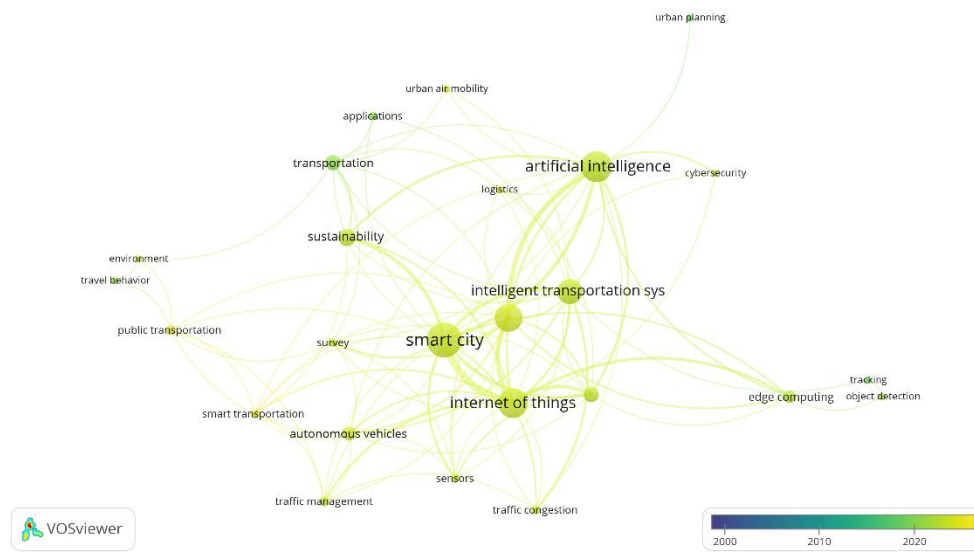 urban planning
urban air mobility
applications
transportation
artificial intelligence
cybersecurity
logistics
sustainability
environment
travel behavior
intelligent transportation sys
public transportation
smart city
survey
tracking
edge computing
object detection
internet of things
smart transportation
autonomous vehicles
sensors
traffic management
traffic congestion
VOSviewer
2000 2010 2020